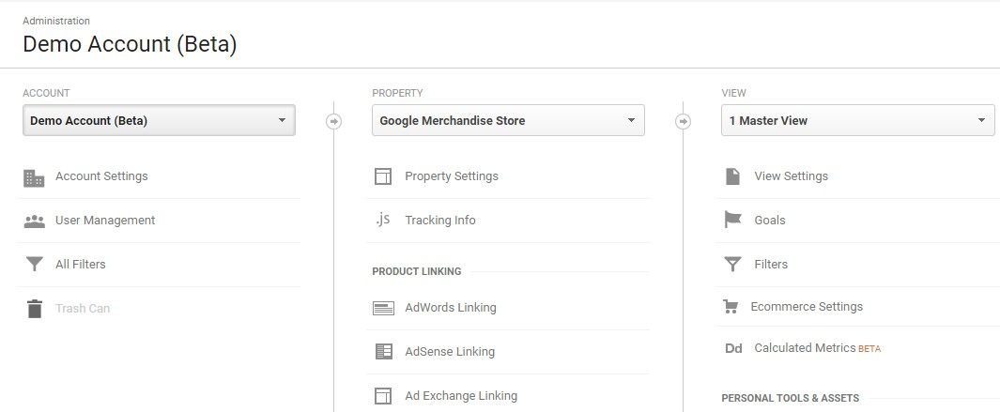 Administration
Demo Account (Beta)
ACCOUNT
Demo Account (Beta)
Account Settings
User Management
All Filters
Trash Can
PROPERTY
Google Merchandise Store
Property Settings
.js Tracking Info
PRODUCT LINKING
AdWords Linking
AdSense Linking
Ad Exchange Linking
VIEW
1 Master View
View Settings
Goals
Filters
Ecommerce Settings
Dd Calculated Metrics BETA
PERSONAL TOOLS & ASSETS